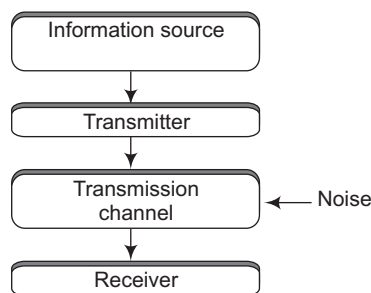 Information source
Transmitter
Transmission
channel
Noise
Receiver